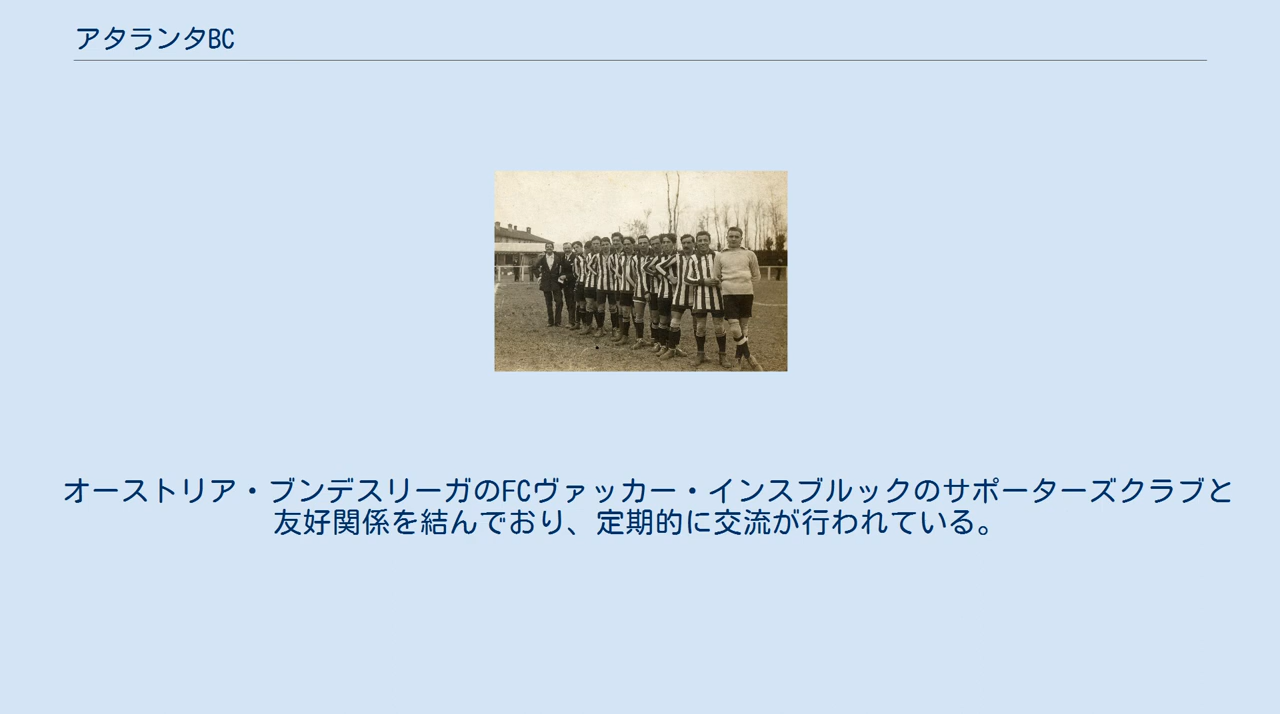 アタランタBC
オーストリア・ブンデスリーガのFCヴァッカー・インスブルックのサポーターズクラブと
友好関係を結んでおり、定期的に交流が行われている。